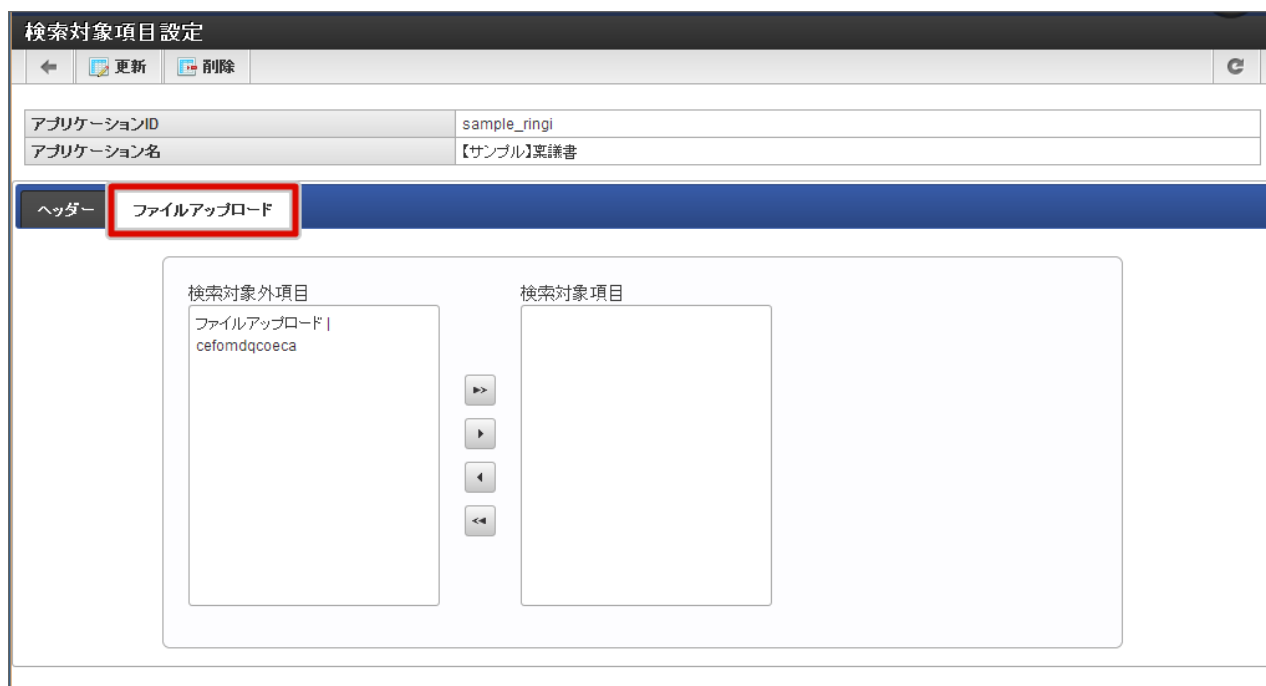 検索対象項目設定
更新 削除
アプリケーションID sample_ringi
アプリケーション名 【サンプル】稟議書
ヘッダー ファイルアップロード
検索対象外項目 検索対象項目
ファイルアップロード |
cefomdqcoeca